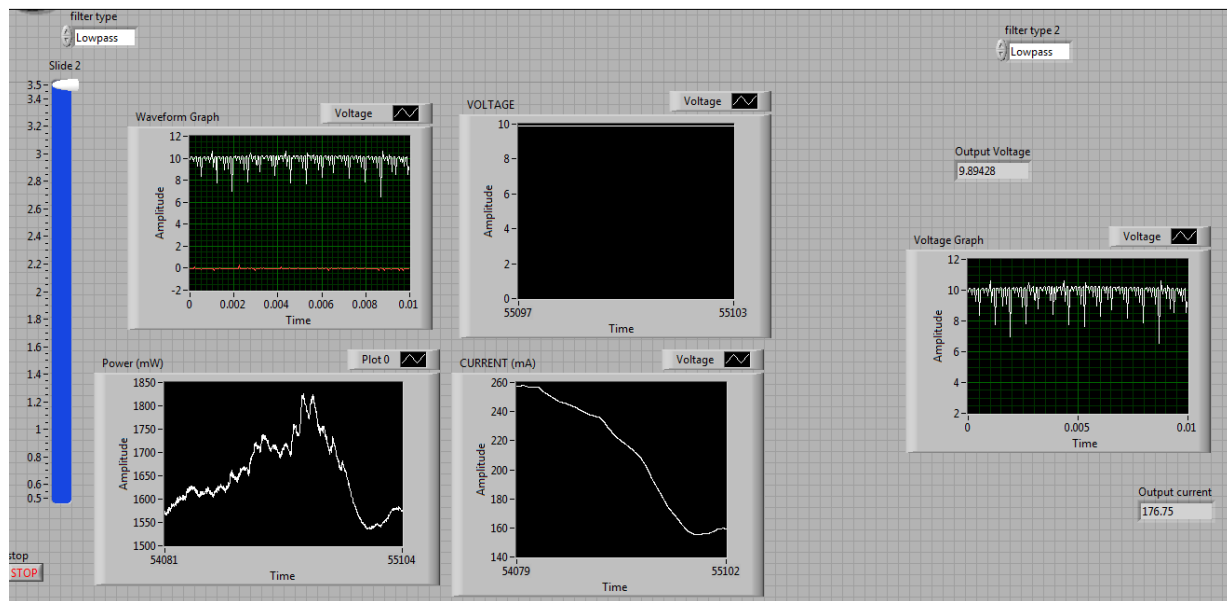 filter type
Lowpass
filter type 2
Lowpass
Slide 2
3.5
3.4
3.2
3
2.8
2.6
2.4
2.2
2
1.8
1.6
1.4
1.2
1
0.8
0.6
0.5
Waveform Graph
Voltage
Amplitude
12
10
8
6
4
2
0
-2
0 0.002 0.004 0.006 0.008 0.01
Time
VOLTAGE
Voltage
Amplitude
10
8
6
4
2
0
55097 55103
Time
Output Voltage
9.89428
Voltage Graph
Voltage
Amplitude
12
10
8
6
4
2
0 0.005 0.01
Time
Power (mW)
Plot 0
Amplitude
1850
1800
1750
1700
1650
1600
1550
1500
54081 55104
Time
CURRENT (mA)
Voltage
Amplitude
260
240
220
200
180
160
140
54079 55102
Time
Output current
176.75
stop
STOP